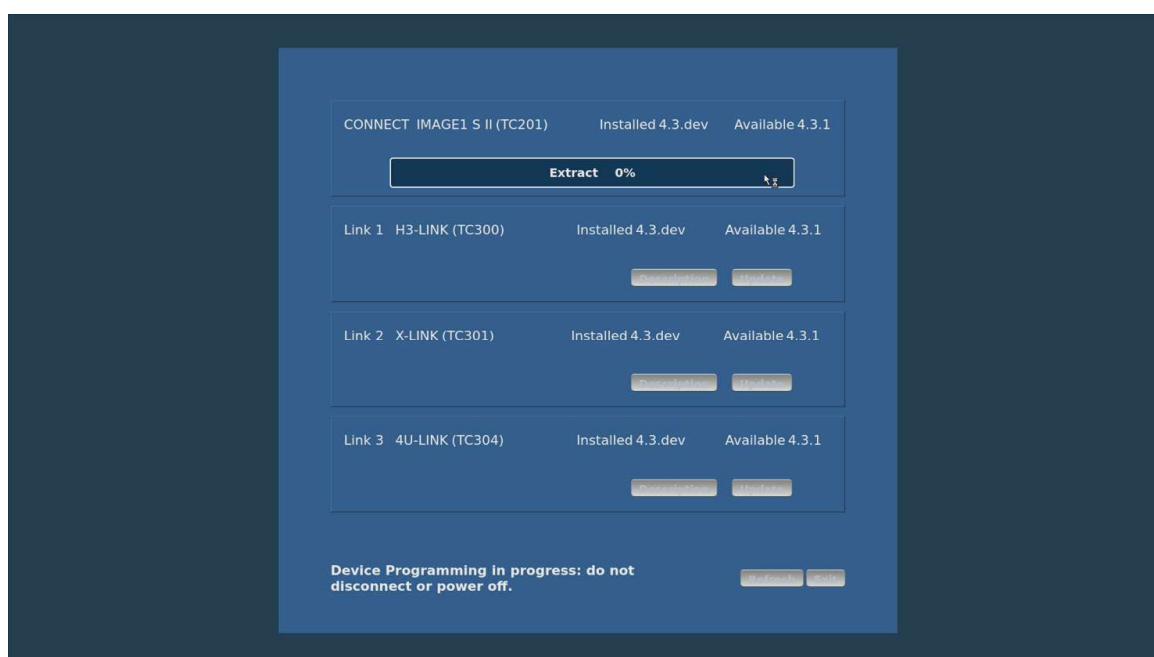 CONNECT IMAGE1 S II (TC201) Installed 4.3.dev Available 4.3.1
Extract 0%
Link 1 H3-LINK (TC300) Installed 4.3.dev Available 4.3.1
Description Update
Link 2 X-LINK (TC301) Installed 4.3.dev Available 4.3.1
Description Update
Link 3 4U-LINK (TC304) Installed 4.3.dev Available 4.3.1
Description Update
Device Programming in progress: do not
disconnect or power off.
Refresh Exit